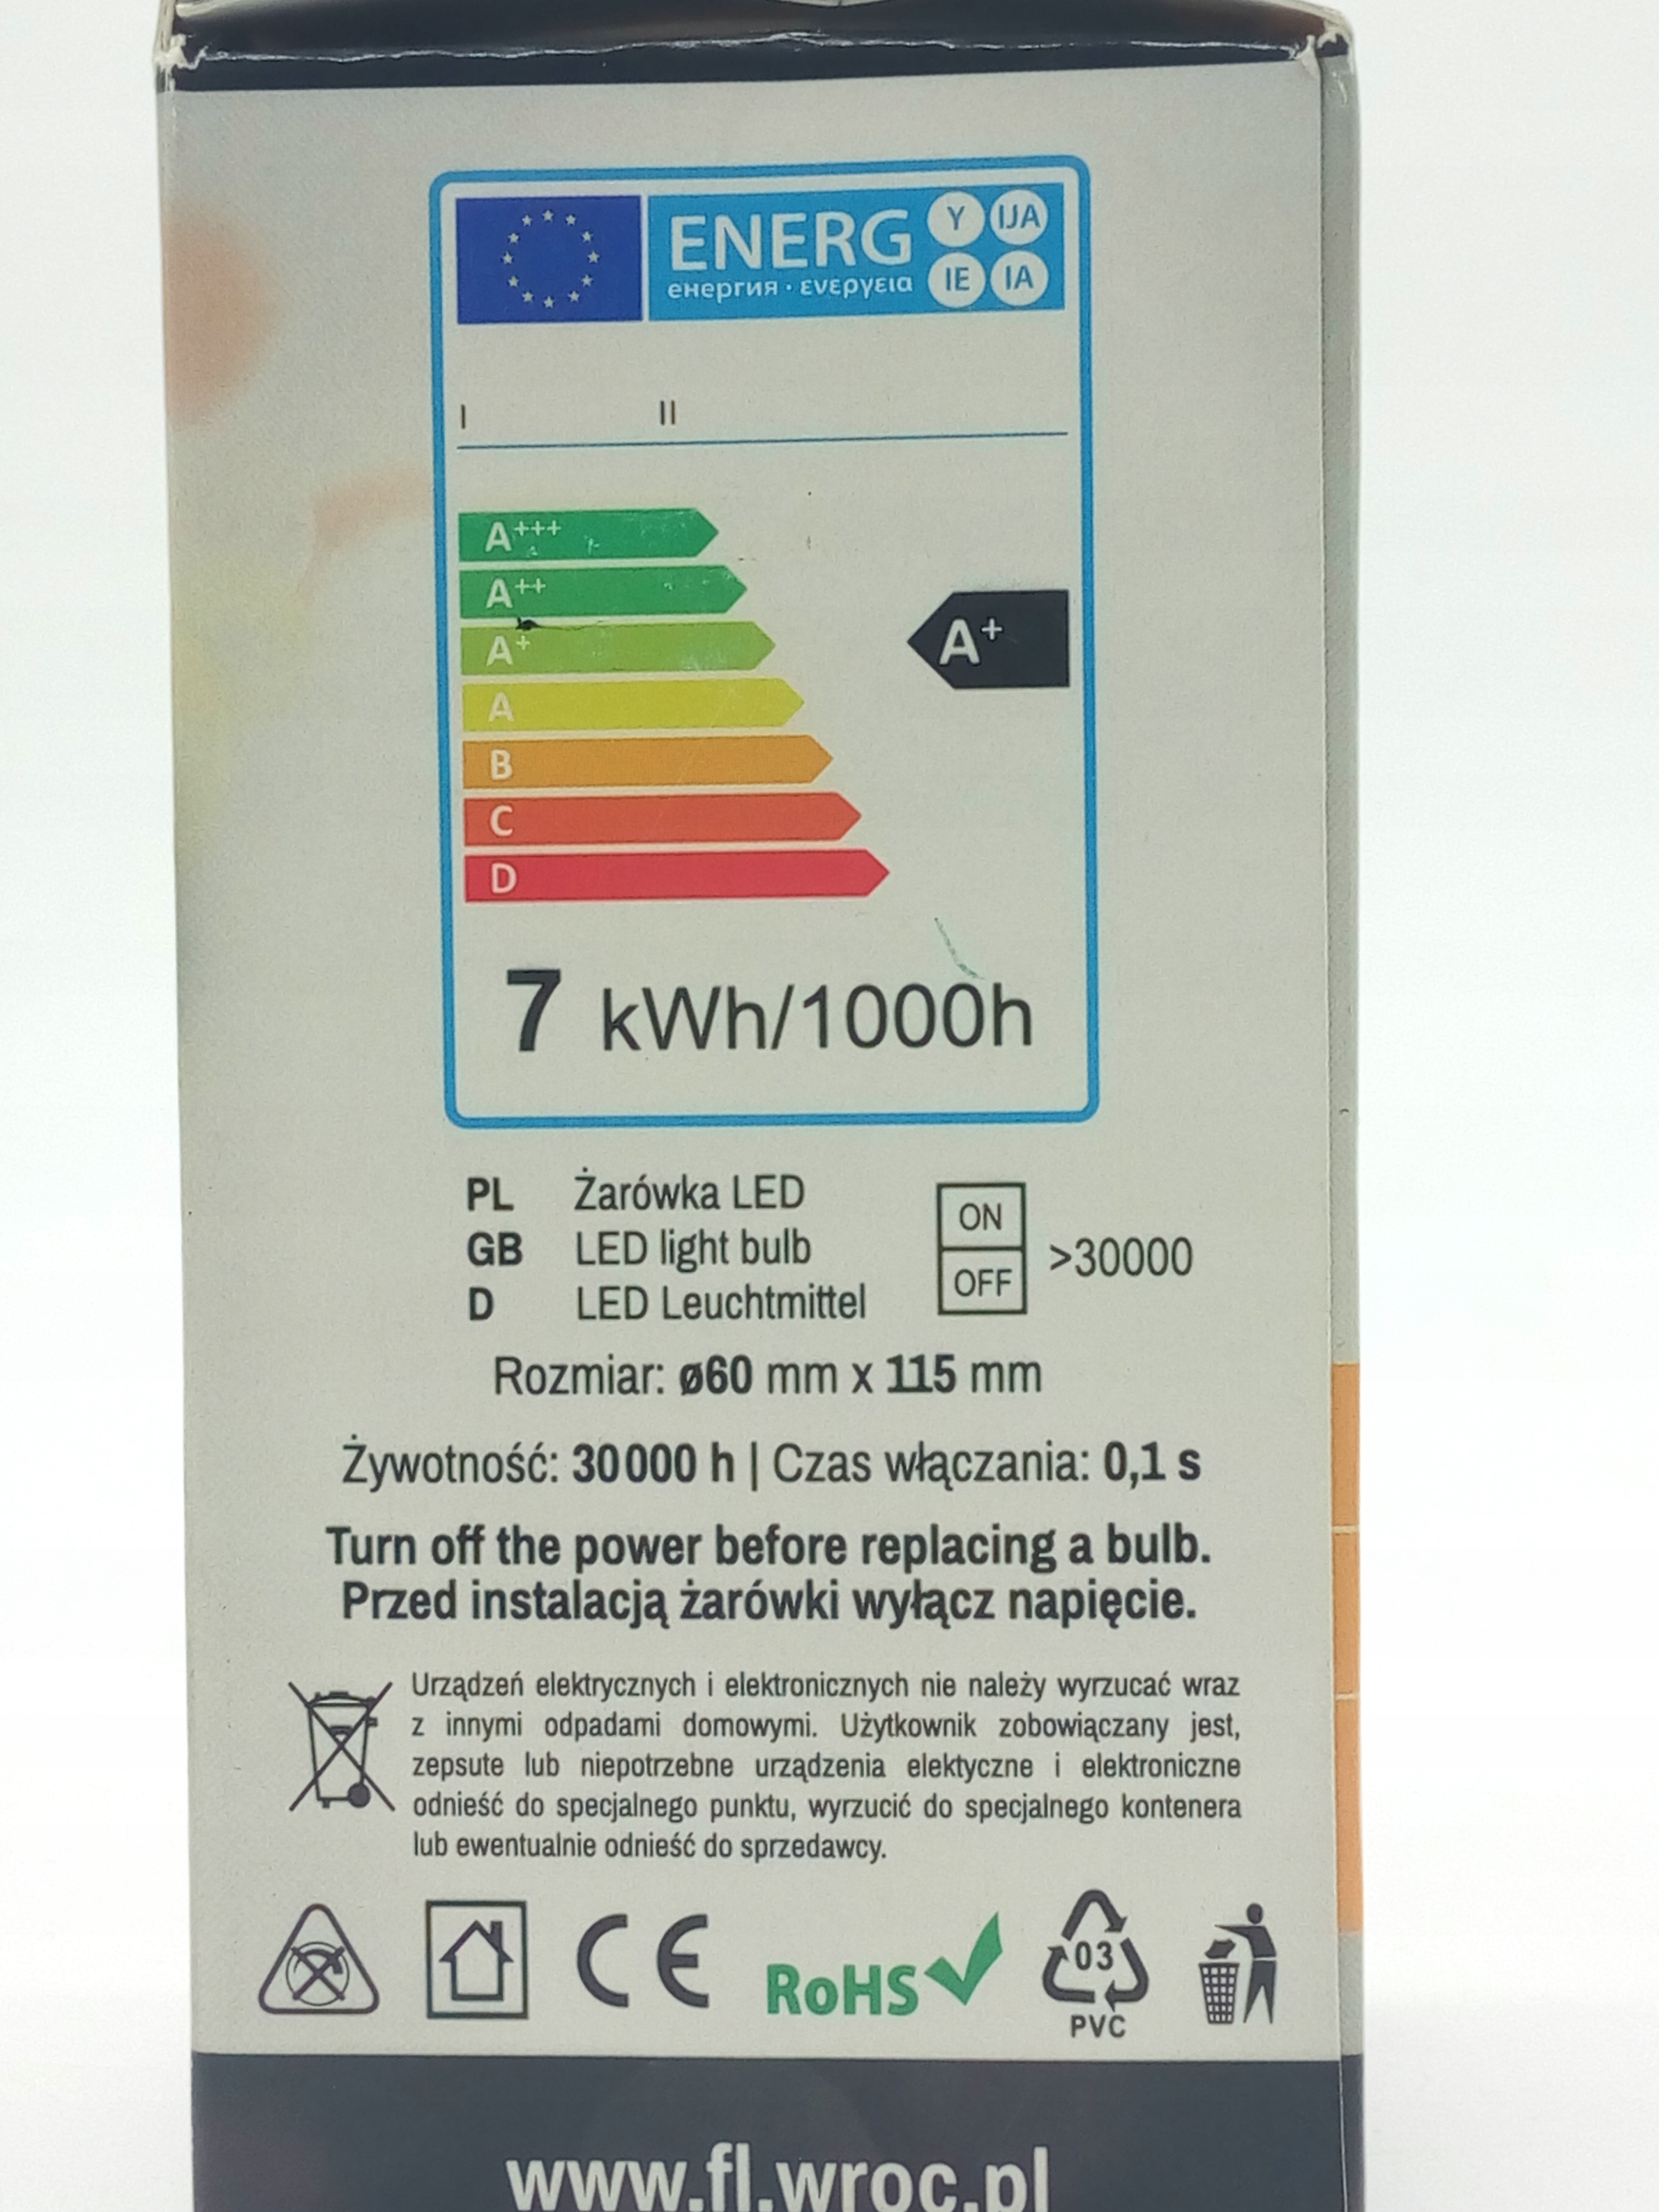 ENERG Y IJA
енергия · ενεργεια IE IA
I II
A+++
A++
A+
A+
A
B
C
D
7 kWh/1000h
PL Żarówka LED
GB LED light bulb
D LED Leuchtmittel
ON
OFF
>30000
Rozmiar: ø60 mm x 115 mm
Żywotność: 30000 h | Czas włączania: 0,1 s
Turn off the power before replacing a bulb.
Przed instalacją żarówki wyłącz napięcie.
Urządzeń elektrycznych i elektronicznych nie należy wyrzucać wraz
z innymi odpadami domowymi. Użytkownik zobowiączany jest,
zepsute lub niepotrzebne urządzenia elektyczne i elektroniczne
odnieść do specjalnego punktu, wyrzucić do specjalnego kontenera
lub ewentualnie odnieść do sprzedawcy.
CE
RoHS
03
PVC
www.fl.wroc.pl